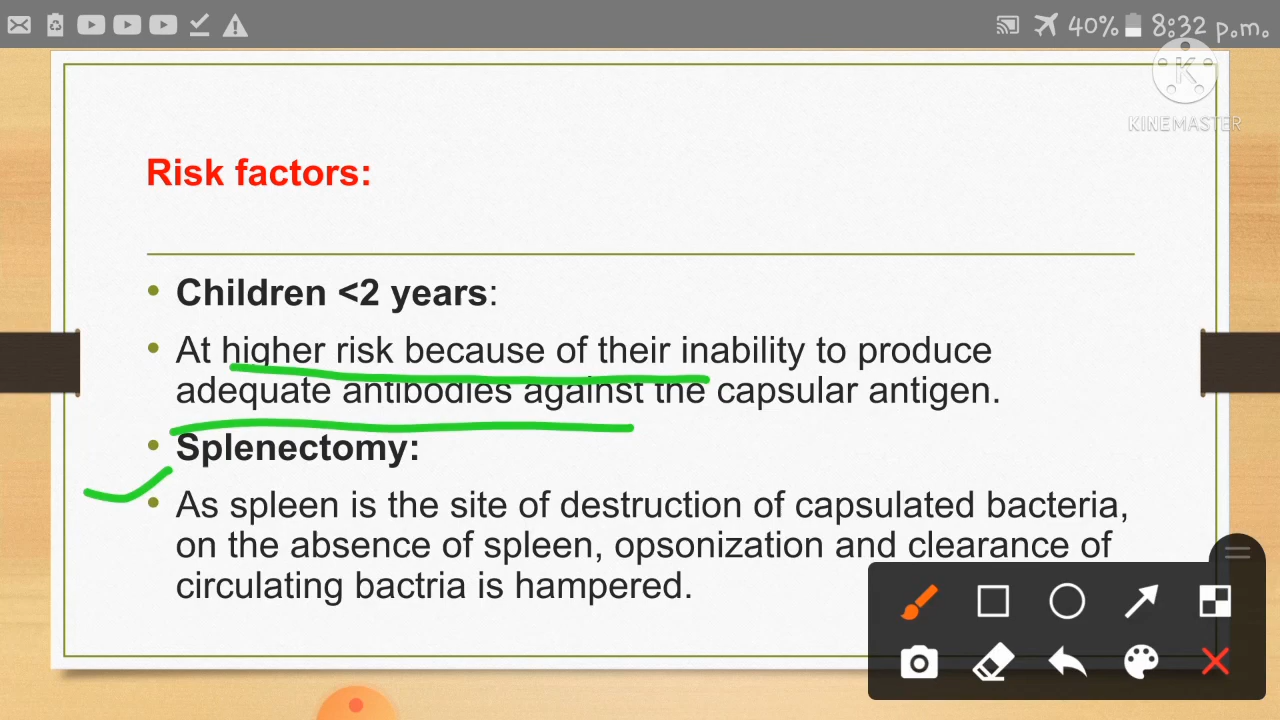 40% 8:32 p.m.
KINEMASTER
Risk factors:
• Children <2 years:
• At higher risk because of their inability to produce
adequate antibodies against the capsular antigen.
• Splenectomy:
• As spleen is the site of destruction of capsulated bacteria,
on the absence of spleen, opsonization and clearance of
circulating bactria is hampered.